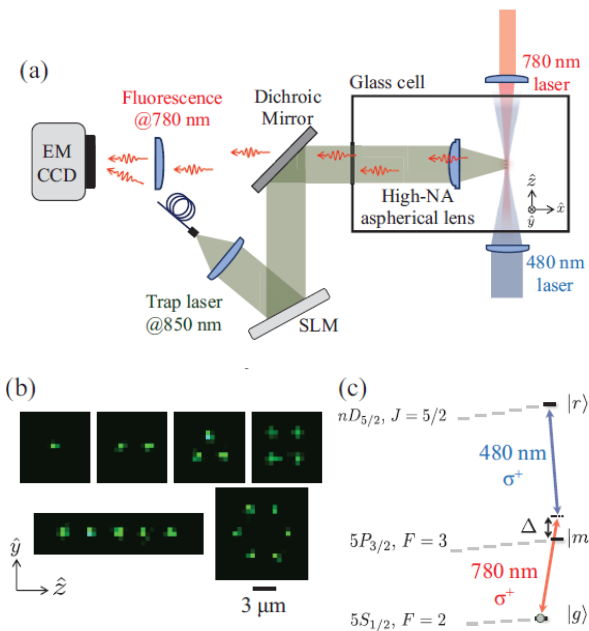 (a)
Fluorescence
@780 nm
Dichroic
Mirror
Glass cell
780 nm
laser
EM
CCD
High-NA
aspherical lens
ẑ
ŷ
x̂
480 nm
laser
Trap laser
@850 nm
SLM
(b)
ŷ
ẑ
3 μm
(c)
nD5/2, J = 5/2
|r⟩
480 nm
σ+
Δ
5P3/2, F = 3
|m
780 nm
σ+
5S1/2, F = 2
|g⟩